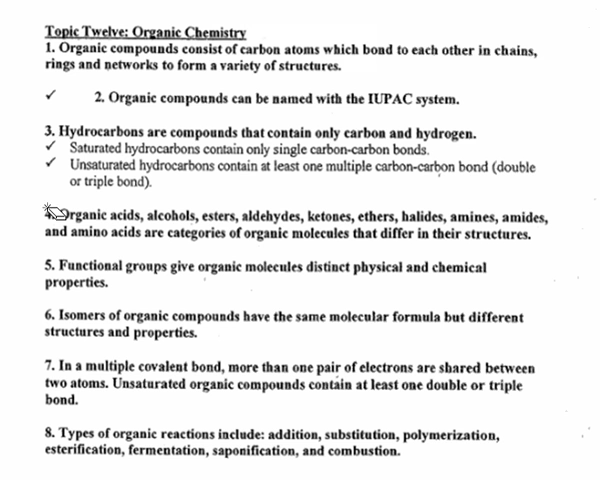 Topic Twelve: Organic Chemistry
1. Organic compounds consist of carbon atoms which bond to each other in chains,
rings and networks to form a variety of structures.
✓ 2. Organic compounds can be named with the IUPAC system.
3. Hydrocarbons are compounds that contain only carbon and hydrogen.
✓ Saturated hydrocarbons contain only single carbon-carbon bonds.
✓ Unsaturated hydrocarbons contain at least one multiple carbon-carbon bond (double
or triple bond).
4. Organic acids, alcohols, esters, aldehydes, ketones, ethers, halides, amines, amides,
and amino acids are categories of organic molecules that differ in their structures.
5. Functional groups give organic molecules distinct physical and chemical
properties.
6. Isomers of organic compounds have the same molecular formula but different
structures and properties.
7. In a multiple covalent bond, more than one pair of electrons are shared between
two atoms. Unsaturated organic compounds contain at least one double or triple
bond.
8. Types of organic reactions include: addition, substitution, polymerization,
esterification, fermentation, saponification, and combustion.